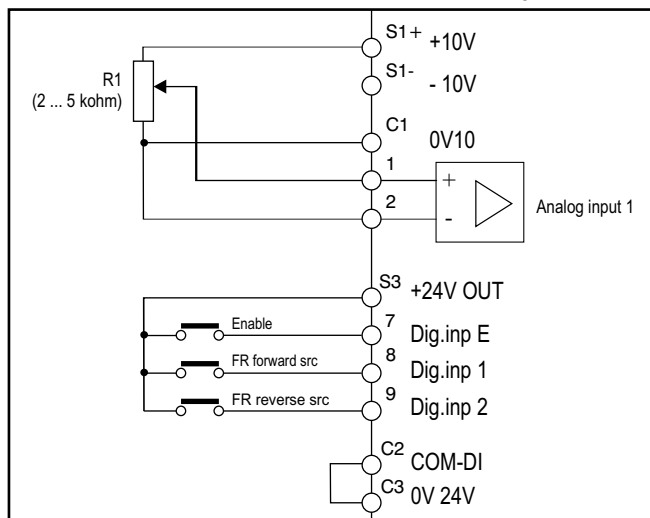 S1+ +10V
S1- - 10V
R1
(2 ... 5 kohm)
C1
0V10
1
+
2
-
Analog input 1
S3 +24V OUT
Enable
7
Dig.inp E
FR forward src
8
Dig.inp 1
FR reverse src
9
Dig.inp 2
C2
COM-DI
C3
0V 24V